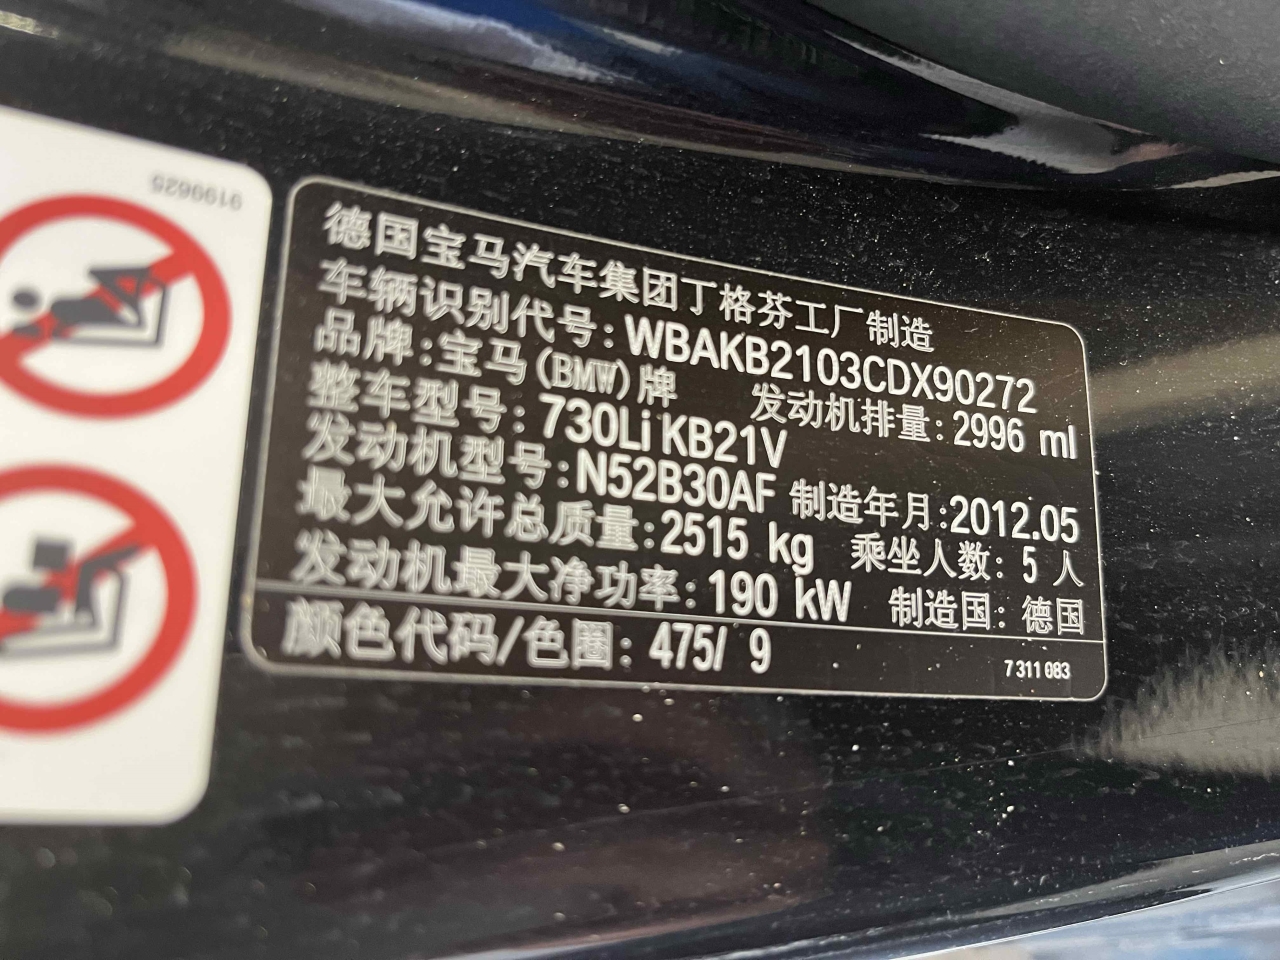 9199625
德国宝马汽车集团丁格芬工厂制造
车辆识别代号: WBAKB2103CDX90272
品牌:宝马(BMW)牌 发动机排量:2996 ml
整车型号: 730Li KB21V
发动机型号:N52B30AF 制造年月:2012.05
最大允许总质量:2515 kg 乘坐人数: 5 人
发动机最大净功率: 190 kW 制造国: 德国
颜色代码/色圈: 475/ 9
7 311 083